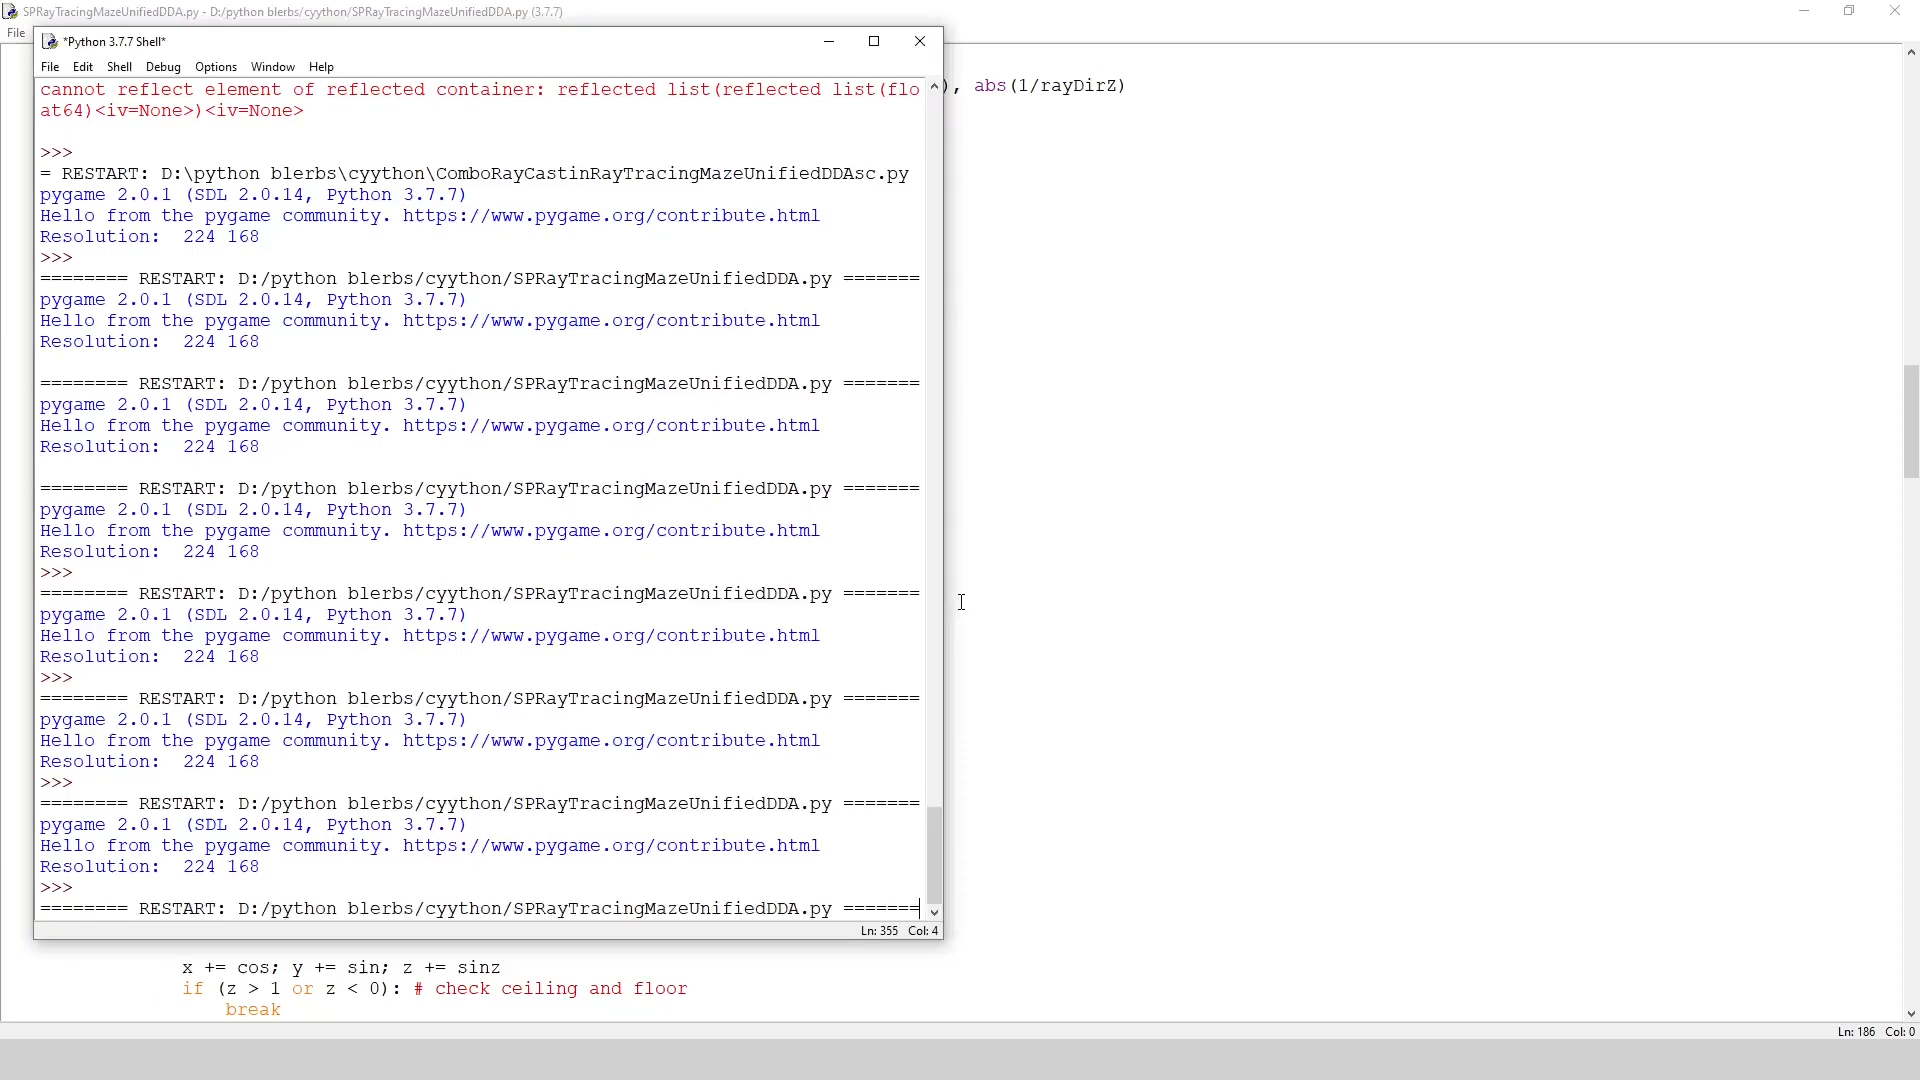 SPRayTracingMazeUnifiedDDA.py - D:/python blerbs/cyython/SPRayTracingMazeUnifiedDDA.py (3.7.7)
File
*Python 3.7.7 Shell*
File Edit Shell Debug Options Window Help
cannot reflect element of reflected container: reflected list(reflected list(flo
at64)<iv=None>)<iv=None>
), abs(1/rayDirZ)
>>>
= RESTART: D:\python blerbs\cyython\ComboRayCastinRayTracingMazeUnifiedDDAsc.py
pygame 2.0.1 (SDL 2.0.14, Python 3.7.7)
Hello from the pygame community. https://www.pygame.org/contribute.html
Resolution:  224 168
>>>
======== RESTART: D:/python blerbs/cyython/SPRayTracingMazeUnifiedDDA.py =======
pygame 2.0.1 (SDL 2.0.14, Python 3.7.7)
Hello from the pygame community. https://www.pygame.org/contribute.html
Resolution:  224 168
======== RESTART: D:/python blerbs/cyython/SPRayTracingMazeUnifiedDDA.py =======
pygame 2.0.1 (SDL 2.0.14, Python 3.7.7)
Hello from the pygame community. https://www.pygame.org/contribute.html
Resolution:  224 168
======== RESTART: D:/python blerbs/cyython/SPRayTracingMazeUnifiedDDA.py =======
pygame 2.0.1 (SDL 2.0.14, Python 3.7.7)
Hello from the pygame community. https://www.pygame.org/contribute.html
Resolution:  224 168
>>>
======== RESTART: D:/python blerbs/cyython/SPRayTracingMazeUnifiedDDA.py =======
pygame 2.0.1 (SDL 2.0.14, Python 3.7.7)
Hello from the pygame community. https://www.pygame.org/contribute.html
Resolution:  224 168
>>>
======== RESTART: D:/python blerbs/cyython/SPRayTracingMazeUnifiedDDA.py =======
pygame 2.0.1 (SDL 2.0.14, Python 3.7.7)
Hello from the pygame community. https://www.pygame.org/contribute.html
Resolution:  224 168
>>>
======== RESTART: D:/python blerbs/cyython/SPRayTracingMazeUnifiedDDA.py =======
pygame 2.0.1 (SDL 2.0.14, Python 3.7.7)
Hello from the pygame community. https://www.pygame.org/contribute.html
Resolution:  224 168
>>>
======== RESTART: D:/python blerbs/cyython/SPRayTracingMazeUnifiedDDA.py =======
Ln: 355 Col: 4
x += cos; y += sin; z += sinz
if (z > 1 or z < 0): # check ceiling and floor
break
Ln: 186 Col: 0